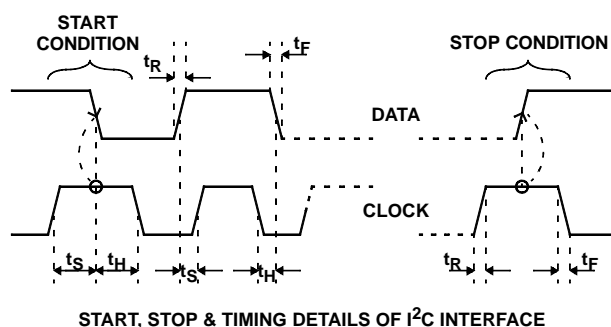 START
CONDITION
tR
tF
STOP CONDITION
DATA
CLOCK
tS
tH
tS
tH
tR
tF
START, STOP & TIMING DETAILS OF I²C INTERFACE